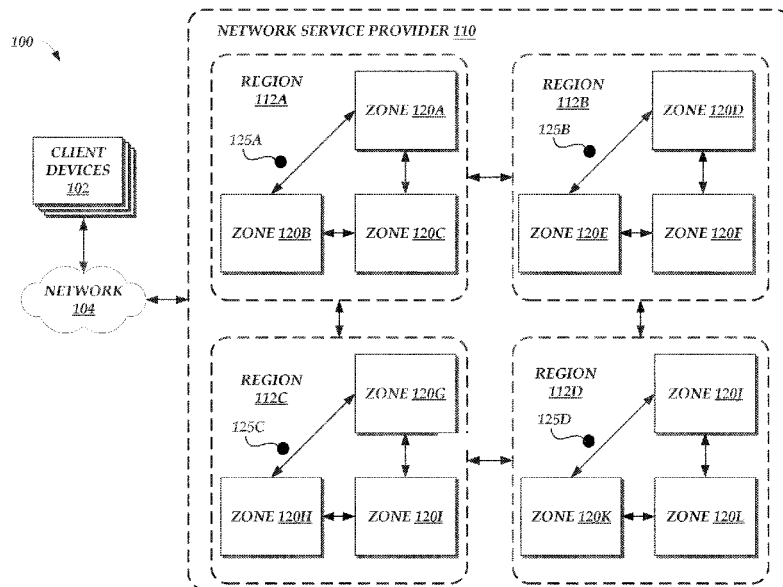 100
NETWORK SERVICE PROVIDER 110
CLIENT
DEVICES
102
NETWORK
104
REGION
112A
ZONE 120A
125A
ZONE 120B
ZONE 120C
REGION
112B
ZONE 120D
125B
ZONE 120E
ZONE 120F
REGION
112C
ZONE 120G
125C
ZONE 120H
ZONE 120I
REGION
112D
ZONE 120J
125D
ZONE 120K
ZONE 120L